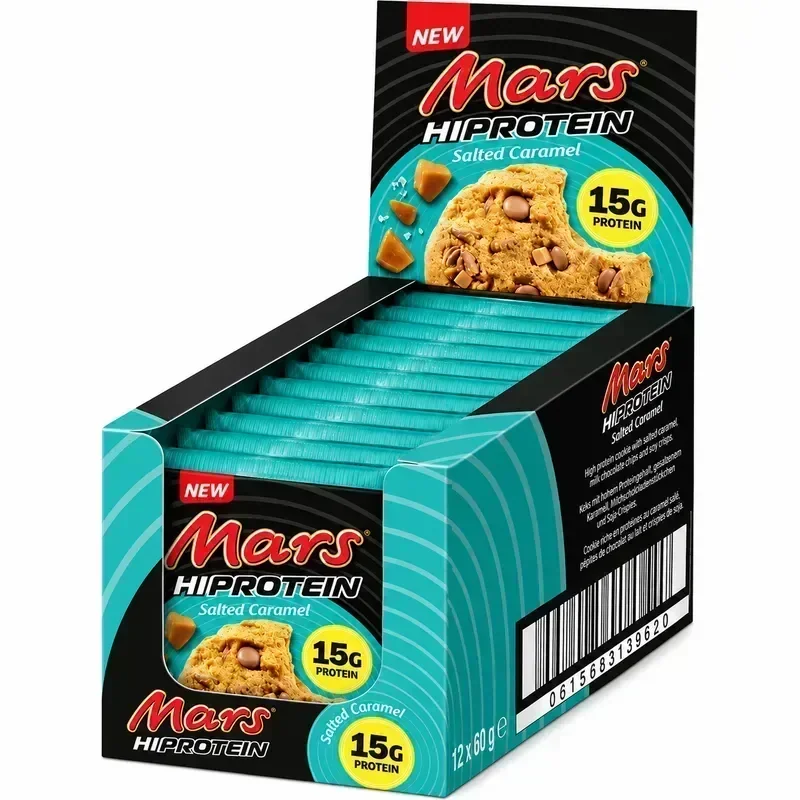 NEW
Mars®
HIPROTEIN
Salted Caramel
15G
PROTEIN
NEW
Mars®
HIPROTEIN
Salted Caramel
15G
PROTEIN
Mars®
HIPROTEIN
Salted Caramel
15G
PROTEIN
12 x 60 g e
Mars®
HIPROTEIN
Salted Caramel
High protein cookie with salted caramel,
milk chocolate chips and soy crisps.
Keks mit hohem Proteingehalt, gesalzenem
Karamell, Milchschokoladenstückchen
und Soja-Crispies.
Cookie riche en protéines au caramel salé,
pépites de chocolat au lait et crispies de soja.
0615683139620